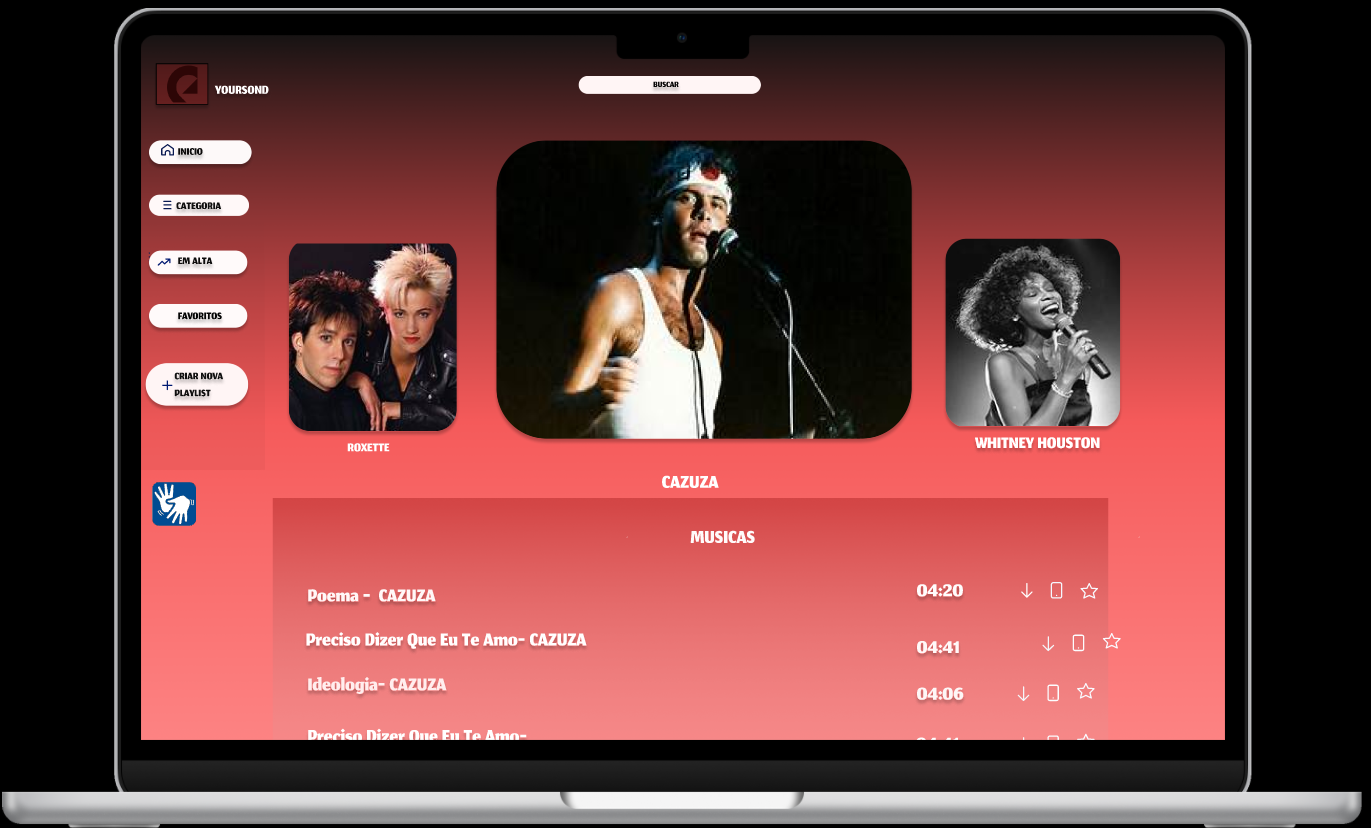 YOURSOND
BUSCAR
INICIO
CATEGORIA
EM ALTA
FAVORITOS
CRIAR NOVA
PLAYLIST
ROXETTE
WHITNEY HOUSTON
CAZUZA
MUSICAS
Poema - CAZUZA 04:20
Preciso Dizer Que Eu Te Amo- CAZUZA 04:41
Ideologia- CAZUZA 04:06
Preciso Dizer Que Eu Te Amo-